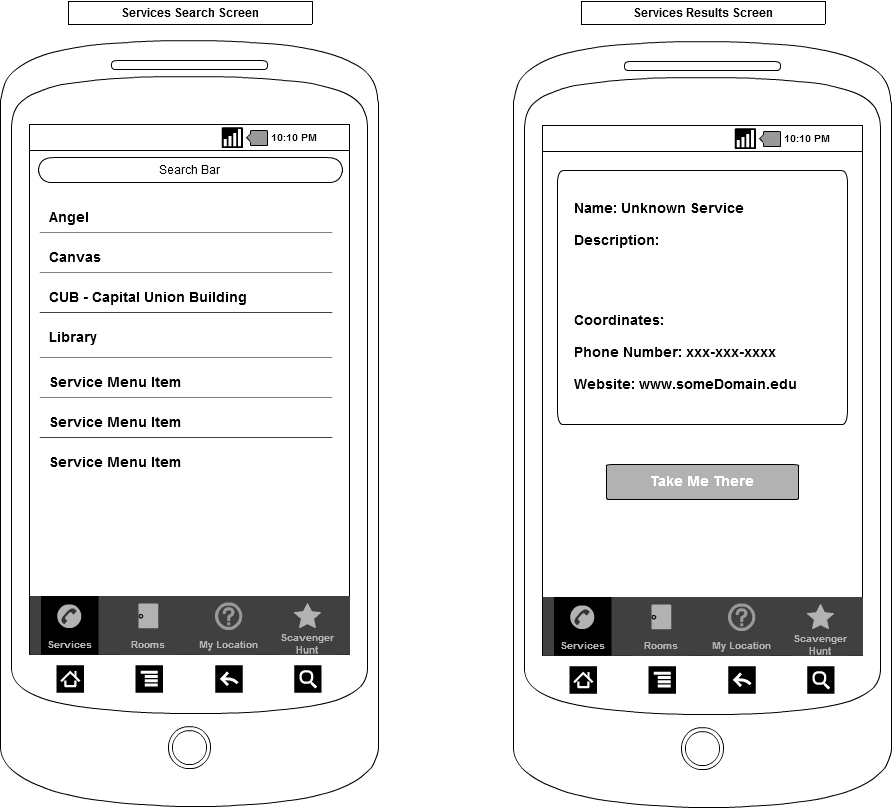 Services Search Screen
10:10 PM
Search Bar
Angel
Canvas
CUB - Capital Union Building
Library
Service Menu Item
Service Menu Item
Service Menu Item
Services
Rooms
My Location
Scavenger
Hunt
Services Results Screen
10:10 PM
Name: Unknown Service
Description:
Coordinates:
Phone Number: xxx-xxx-xxxx
Website: www.someDomain.edu
Take Me There
Services
Rooms
My Location
Scavenger
Hunt